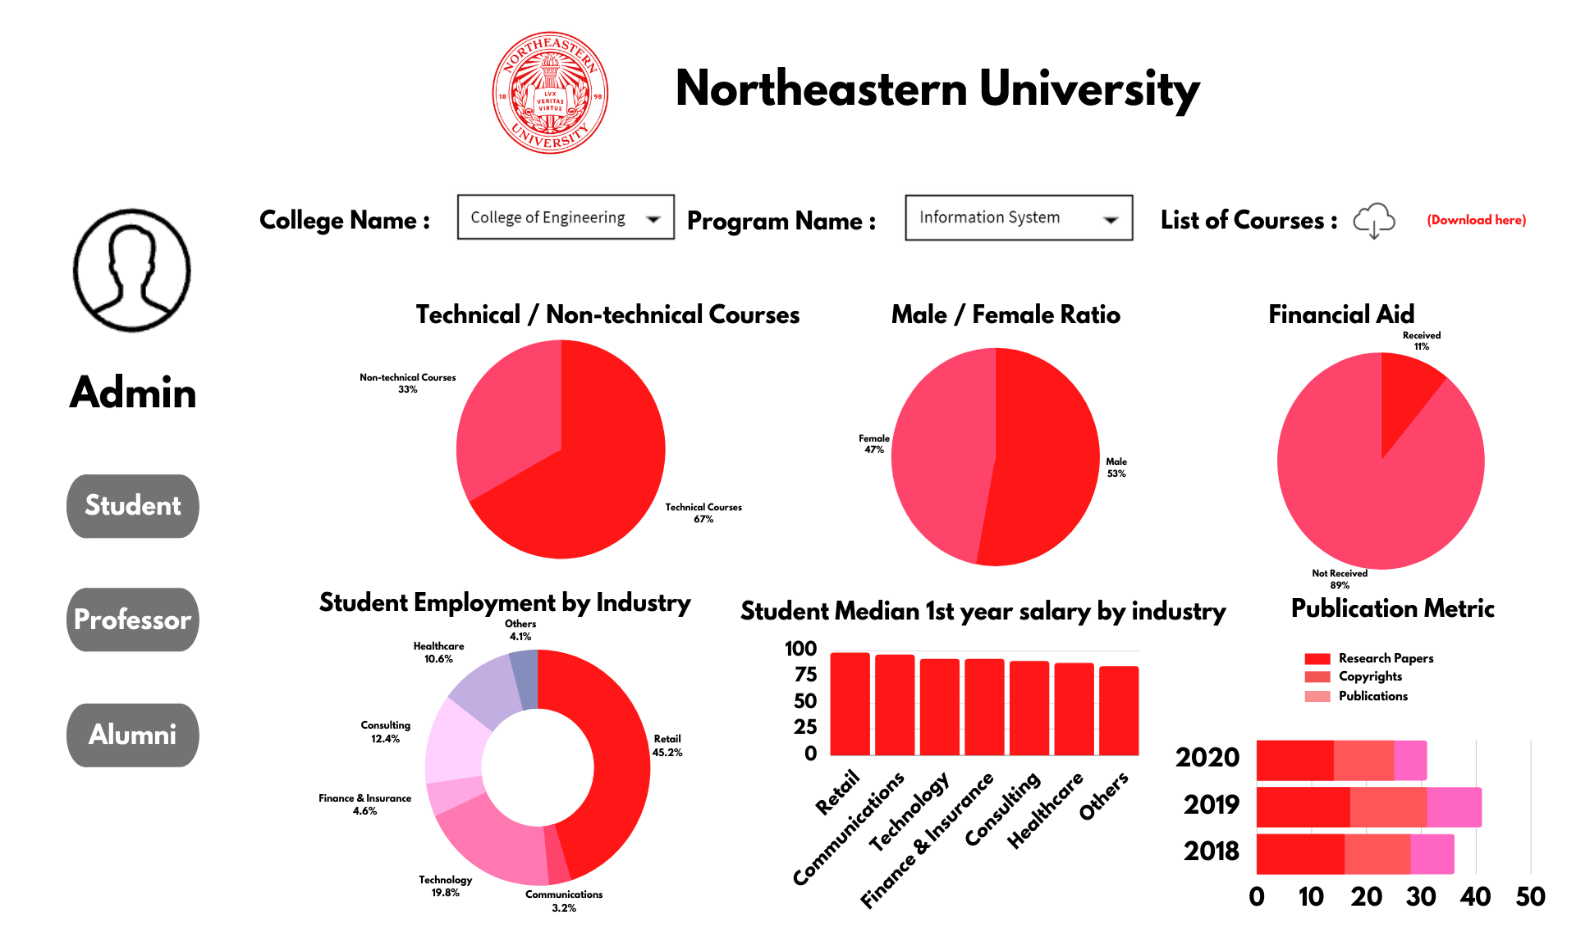 NORTHEASTERN
18 98
LVX
VERITAS
VIRTUS
UNIVERSITY
Northeastern University
College Name :
College of Engineering
Program Name :
Information System
List of Courses :
(Download here)
Admin
Student
Professor
Alumni
Technical / Non-technical Courses
Non-technical Courses
33%
Technical Courses
67%
Male / Female Ratio
Female
47%
Male
53%
Financial Aid
Received
11%
Not Received
89%
Student Employment by Industry
Others
4.1%
Healthcare
10.6%
Consulting
12.4%
Retail
45.2%
Finance & Insurance
4.6%
Technology
19.8%
Communications
3.2%
Student Median 1st year salary by industry
100
75
50
25
0
Retail
Communications
Technology
Finance & Insurance
Consulting
Healthcare
Others
Publication Metric
Research Papers
Copyrights
Publications
2020
2019
2018
0 10 20 30 40 50